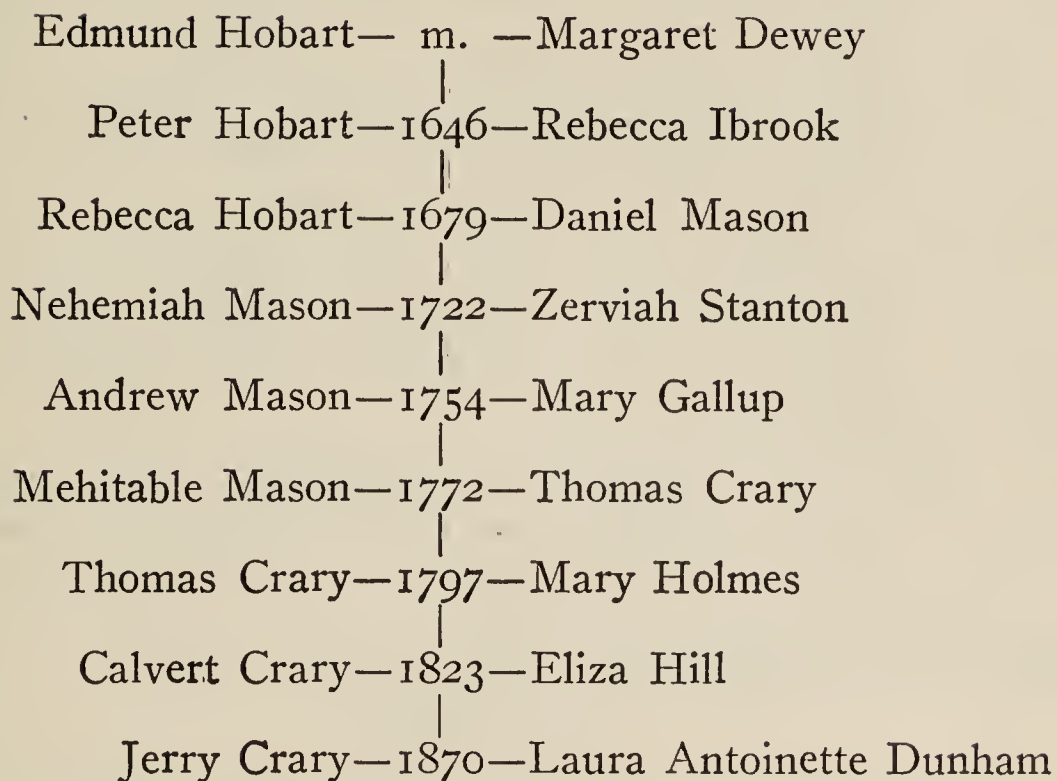 Edmund Hobart— m. —Margaret Dewey
Peter Hobart—1646—Rebecca Ibrook
Rebecca Hobart—1679—Daniel Mason
Nehemiah Mason—1722—Zerviah Stanton
Andrew Mason—1754—Mary Gallup
Mehitable Mason—1772—Thomas Crary
Thomas Crary—1797—Mary Holmes
Calvert Crary—1823—Eliza Hill
Jerry Crary—1870—Laura Antoinette Dunham